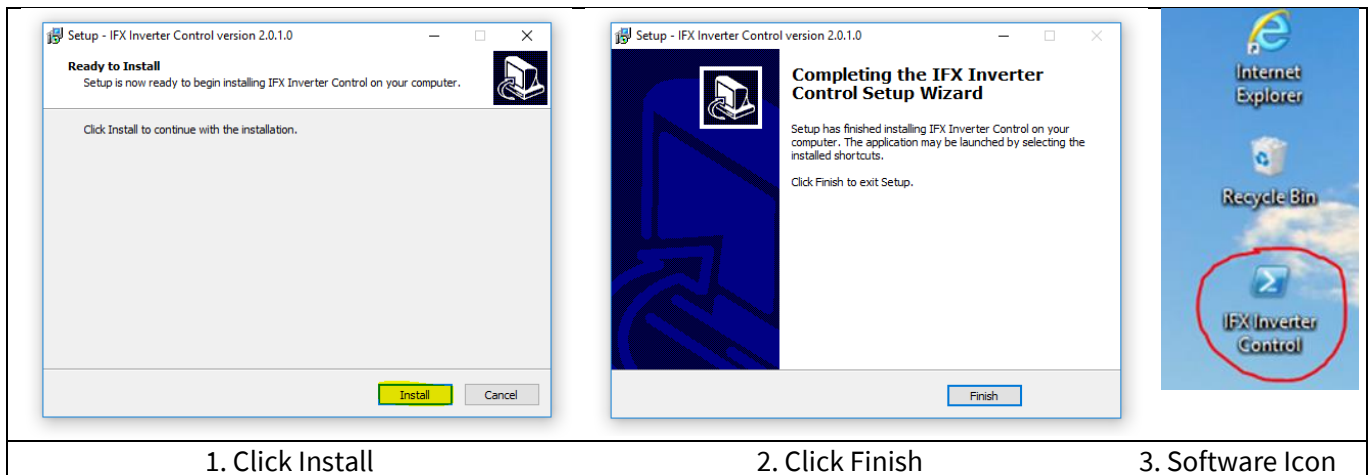 Setup - IFX Inverter Control version 2.0.1.0
Ready to Install
Setup is now ready to begin installing IFX Inverter Control on your computer.
Click Install to continue with the installation.
Install
Cancel
Setup - IFX Inverter Control version 2.0.1.0
Completing the IFX Inverter
Control Setup Wizard
Setup has finished installing IFX Inverter Control on your
computer. The application may be launched by selecting the
installed shortcuts.
Click Finish to exit Setup.
Finish
Internet
Explorer
Recycle Bin
IFX Inverter
Control
1. Click Install
2. Click Finish
3. Software Icon